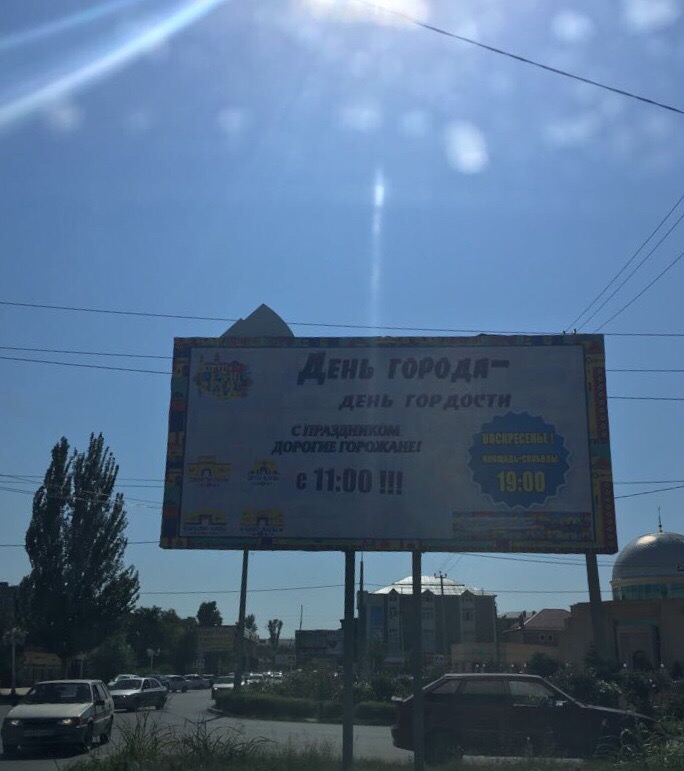 День города-
день гордости
С ПРАЗДНИКОМ
ДОРОГИЕ ГОРОЖАНЕ!
с 11:00 !!!
ВОСКРЕСЕНЬЕ!
19:00